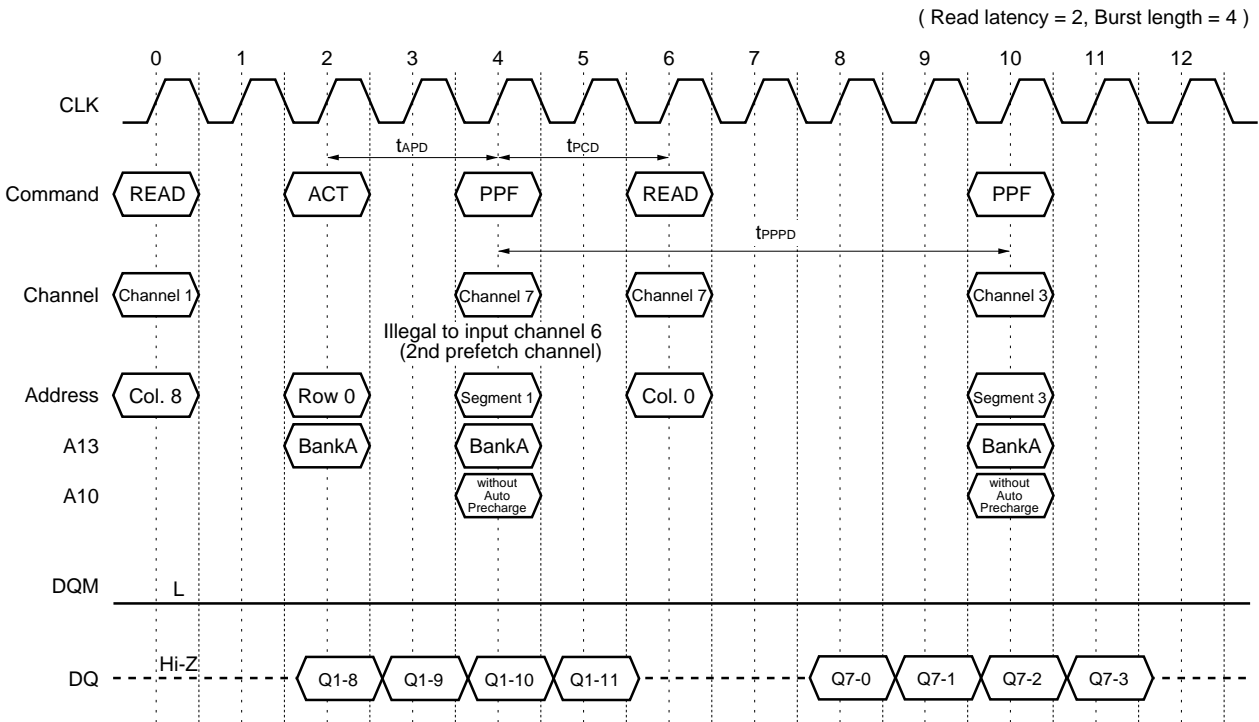 ( Read latency = 2, Burst length = 4 )
0 1 2 3 4 5 6 7 8 9 10 11 12
CLK
tAPD tPCD
Command READ ACT PPF READ PPF
tPPPD
Channel Channel 1 Channel 7 Channel 7 Channel 3
Illegal to input channel 6
(2nd prefetch channel)
Address Col. 8 Row 0 Segment 1 Col. 0 Segment 3
A13 BankA BankA BankA
A10 without Auto Precharge without Auto Precharge
DQM L
DQ Hi-Z Q1-8 Q1-9 Q1-10 Q1-11 Q7-0 Q7-1 Q7-2 Q7-3